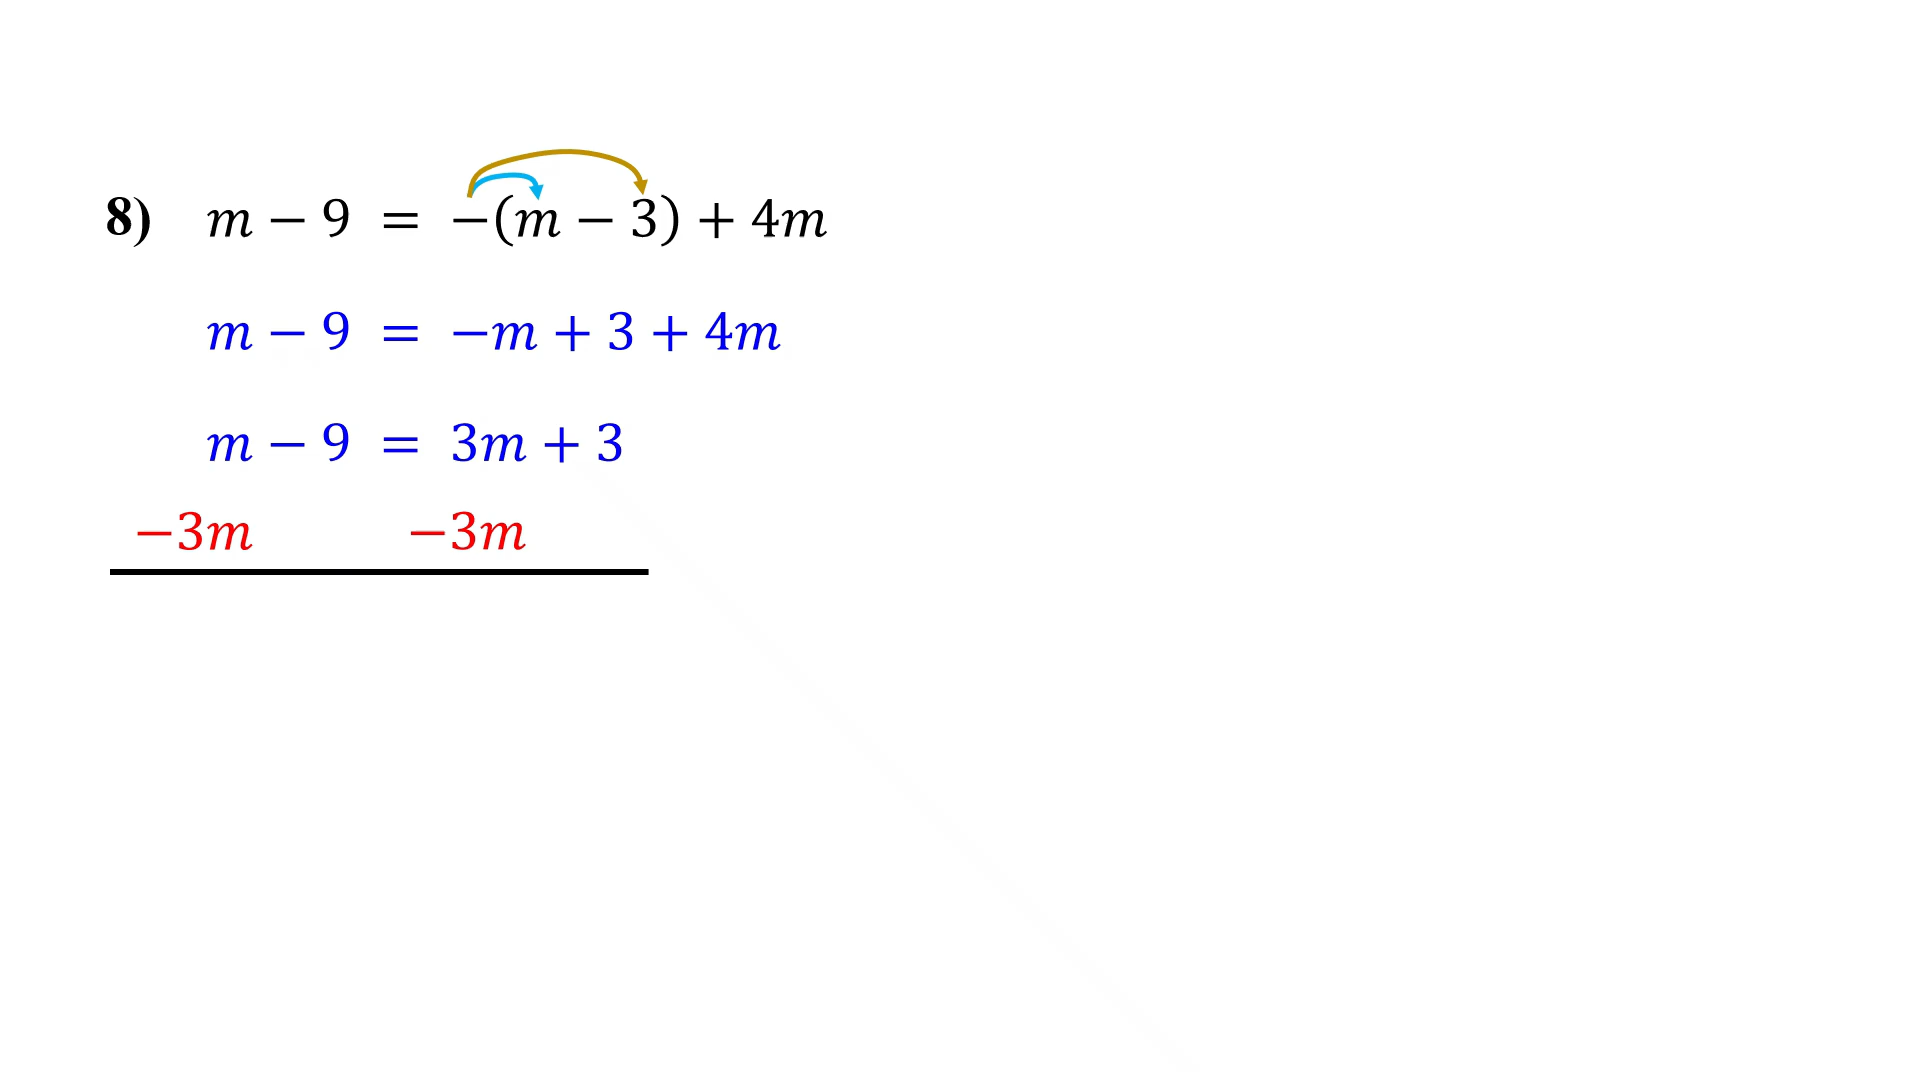 8) m − 9 = −(m − 3) + 4m
m − 9 = −m + 3 + 4m
m − 9 = 3m + 3
−3m −3m